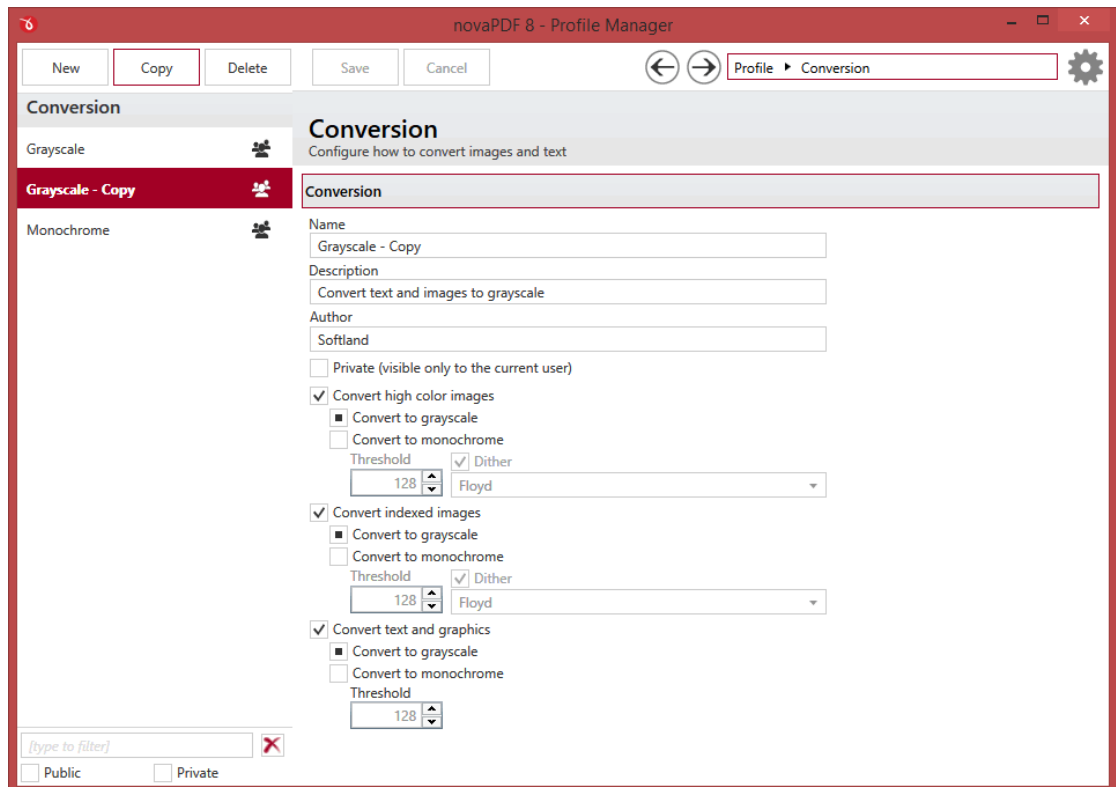 novaPDF 8 - Profile Manager
New Copy Delete Save Cancel Profile Conversion
Conversion
Grayscale
Grayscale - Copy
Monochrome
[type to filter]
Public Private
Conversion
Configure how to convert images and text
Conversion
Name
Grayscale - Copy
Description
Convert text and images to grayscale
Author
Softland
Private (visible only to the current user)
Convert high color images
Convert to grayscale
Convert to monochrome
Threshold Dither
128 Floyd
Convert indexed images
Convert to grayscale
Convert to monochrome
Threshold Dither
128 Floyd
Convert text and graphics
Convert to grayscale
Convert to monochrome
Threshold
128